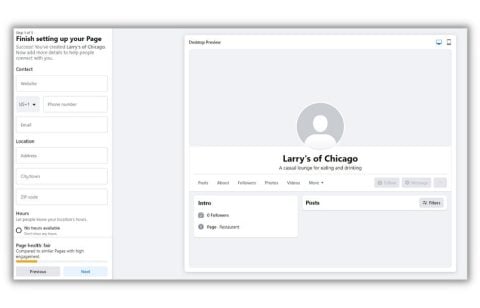 Step 1 of 5
Finish setting up your Page
Success! You've created Larry's of Chicago.
Now add more details to help people
connect with you.
Contact
Website
US+1
Phone number
Email
Location
Address
City/town
ZIP code
Hours
Let people know your location's hours.
No hours available
Don't show any hours.
Page health: fair
Compared to similar Pages with high
engagement
Previous
Next
Desktop Preview
Larry's of Chicago
A casual lounge for eating and drinking
Posts About Followers Photos Videos More
Follow
Message
Intro
0 Followers
Page · Restaurant
Posts
Filters